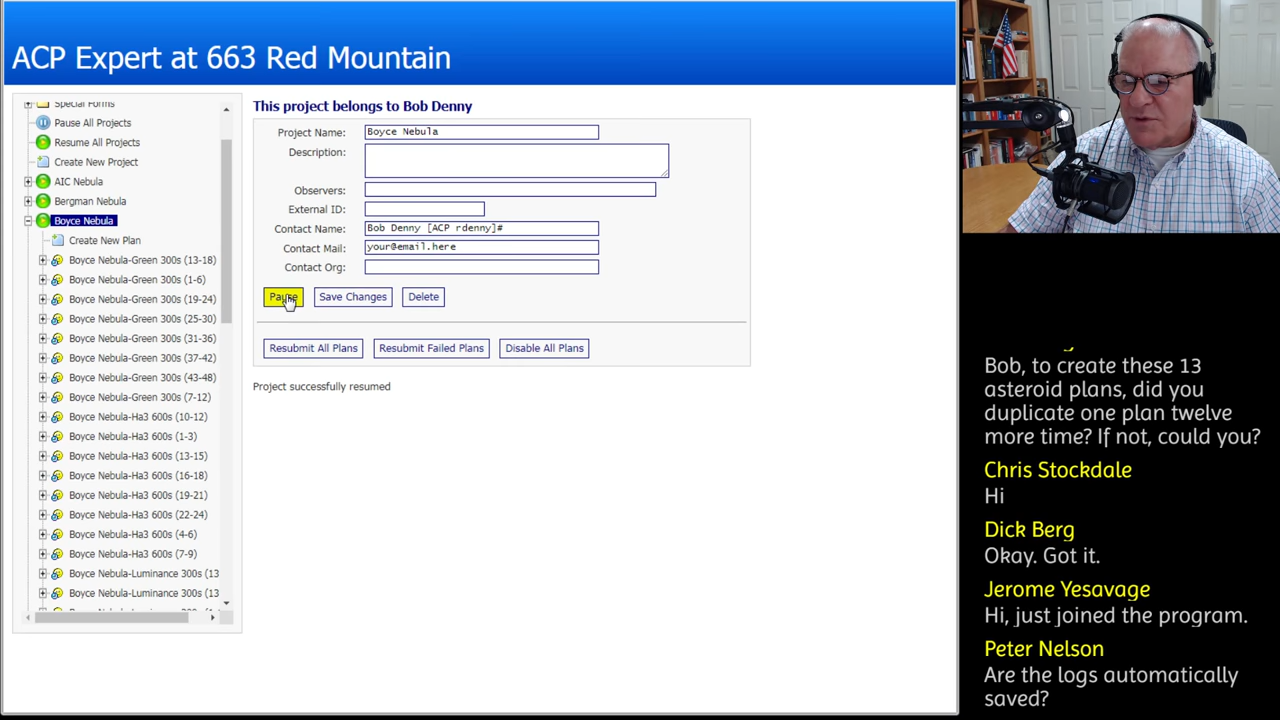 ACP Expert at 663 Red Mountain
Special Forms
Pause All Projects
Resume All Projects
Create New Project
AIC Nebula
Bergman Nebula
Boyce Nebula
Create New Plan
Boyce Nebula-Green 300s (13-18)
Boyce Nebula-Green 300s (1-6)
Boyce Nebula-Green 300s (19-24)
Boyce Nebula-Green 300s (25-30)
Boyce Nebula-Green 300s (31-36)
Boyce Nebula-Green 300s (37-42)
Boyce Nebula-Green 300s (43-48)
Boyce Nebula-Green 300s (7-12)
Boyce Nebula-Ha3 600s (10-12)
Boyce Nebula-Ha3 600s (1-3)
Boyce Nebula-Ha3 600s (13-15)
Boyce Nebula-Ha3 600s (16-18)
Boyce Nebula-Ha3 600s (19-21)
Boyce Nebula-Ha3 600s (22-24)
Boyce Nebula-Ha3 600s (4-6)
Boyce Nebula-Ha3 600s (7-9)
Boyce Nebula-Luminance 300s (13
Boyce Nebula-Luminance 300s (13
This project belongs to Bob Denny
Project Name: Boyce Nebula
Description:
Observers:
External ID:
Contact Name: Bob Denny [ACP rdenny]#
Contact Mail: your@email.here
Contact Org:
Pause Save Changes Delete
Resubmit All Plans Resubmit Failed Plans Disable All Plans
Project successfully resumed
Bob, to create these 13
asteroid plans, did you
duplicate one plan twelve
more time? If not, could you?
Chris Stockdale
Hi
Dick Berg
Okay. Got it.
Jerome Yesavage
Hi, just joined the program.
Peter Nelson
Are the logs automatically
saved?